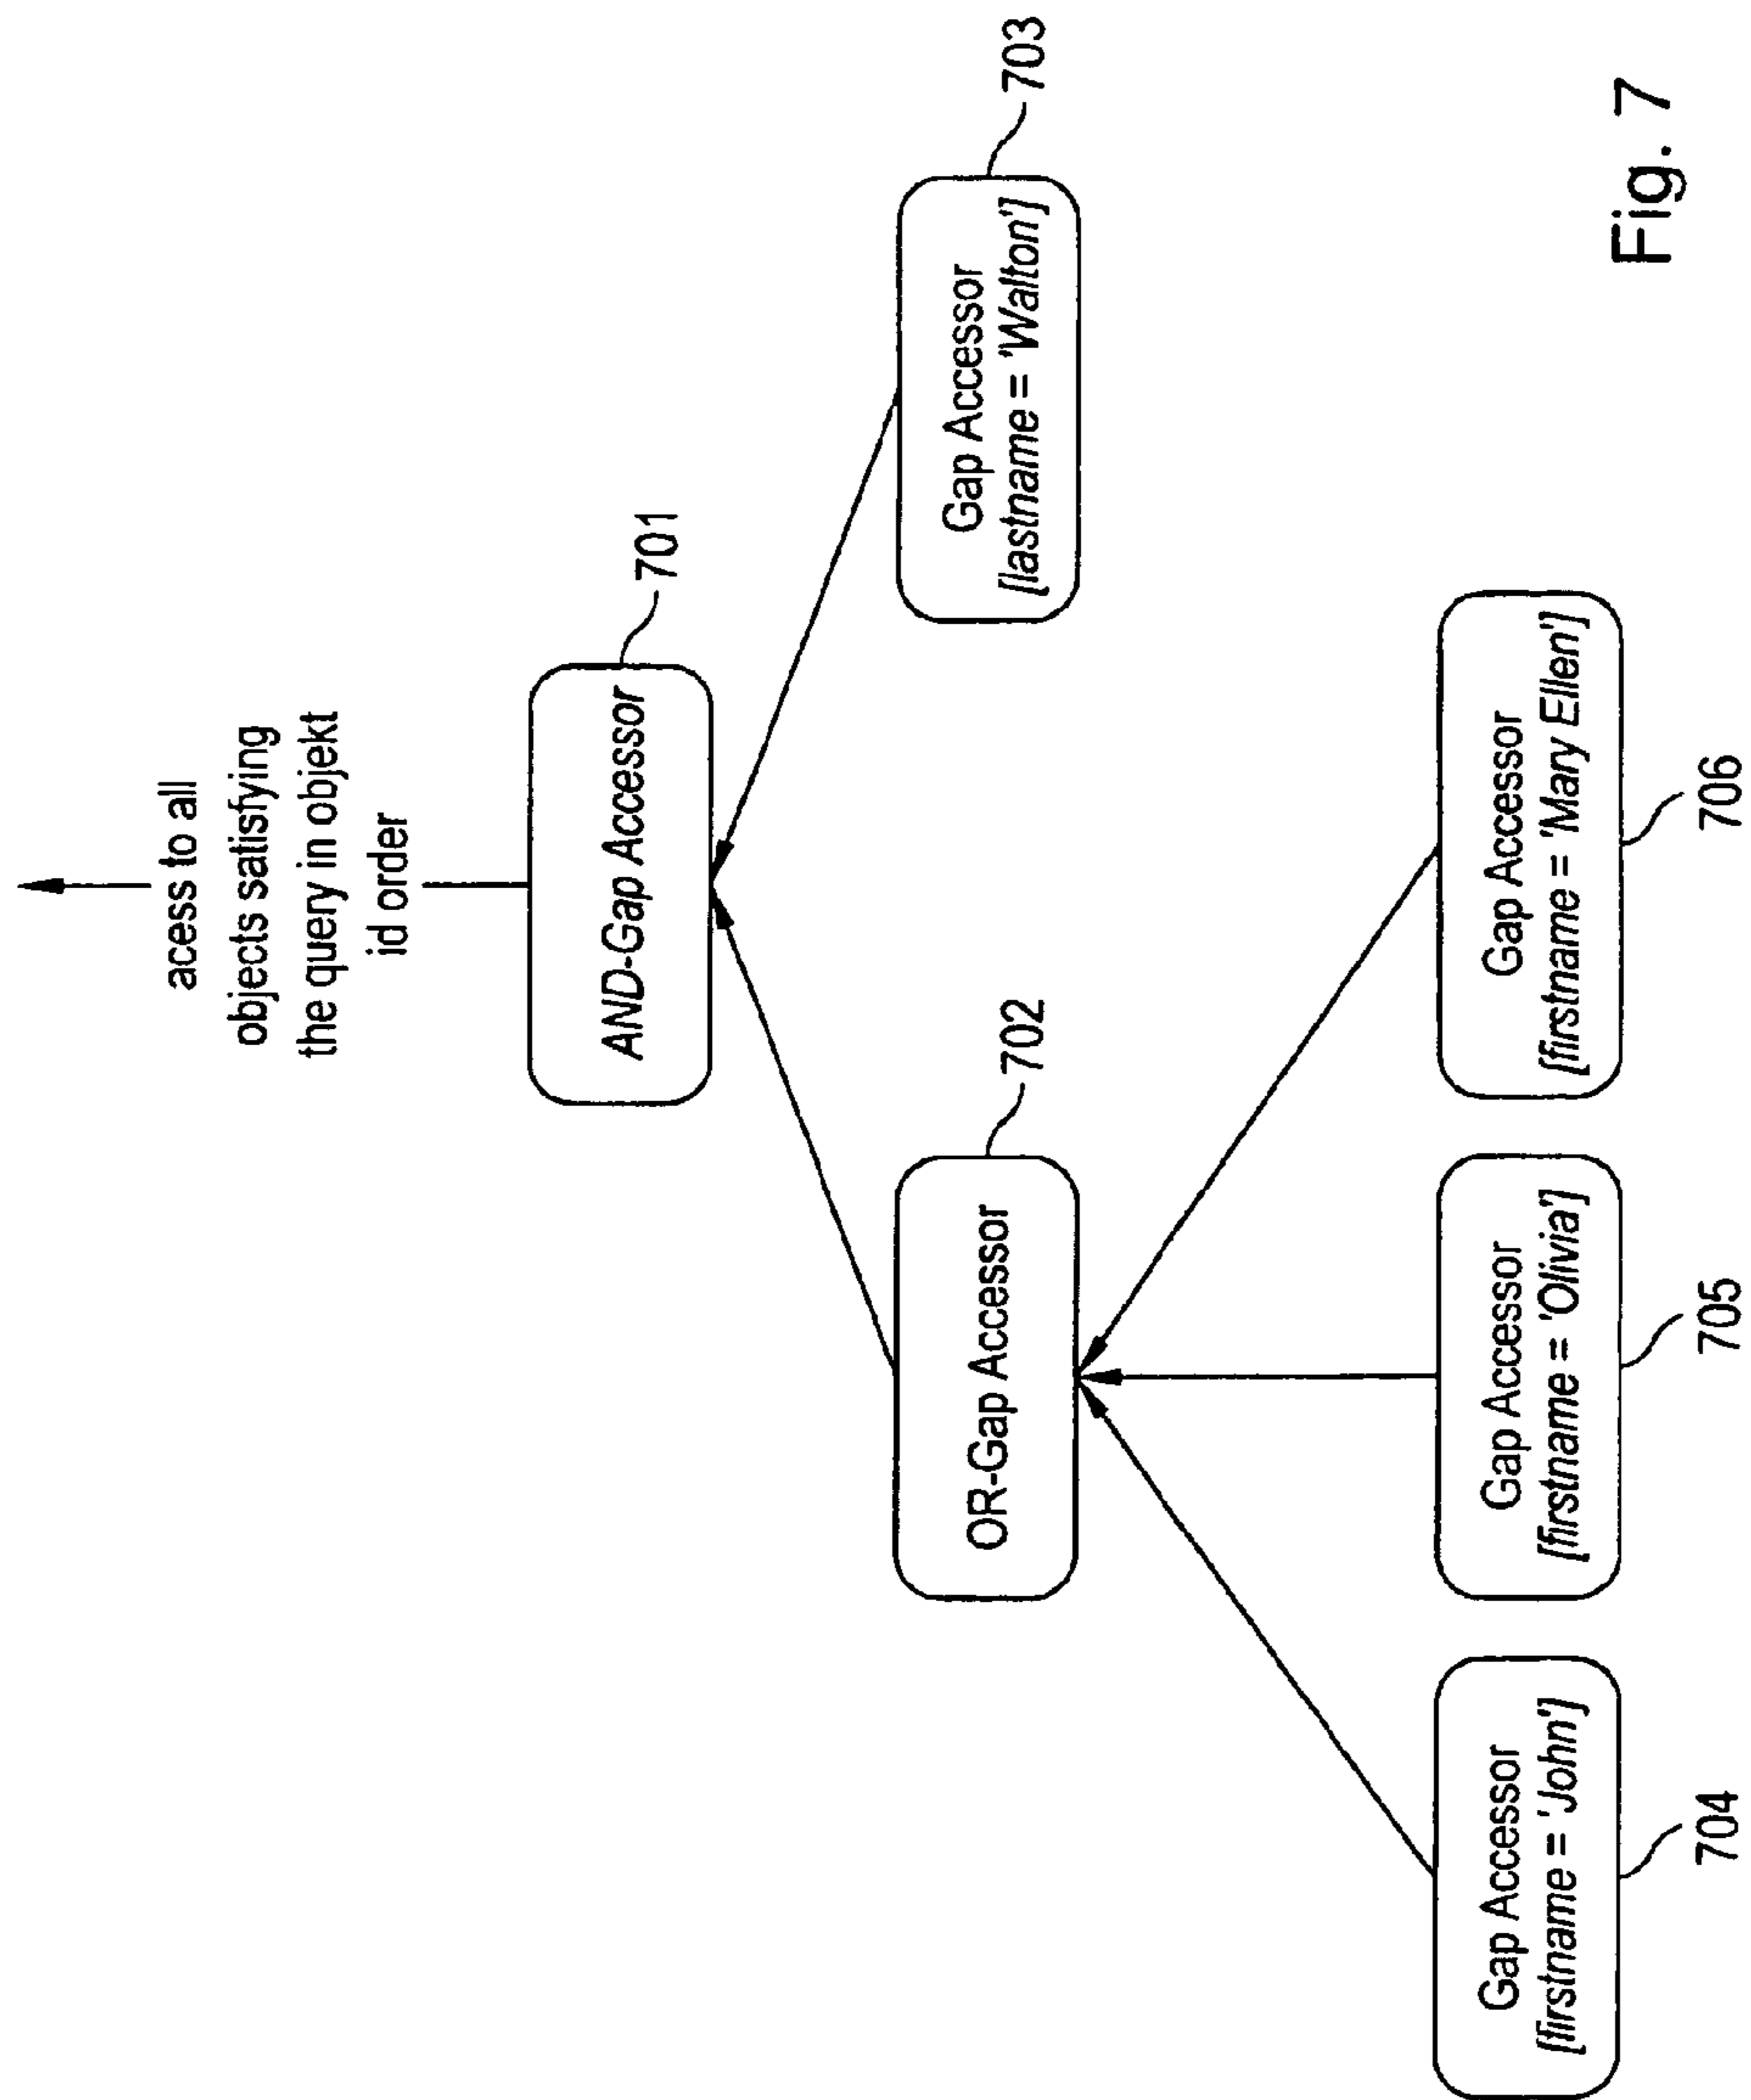 acess to all
objects satisfying
the query in objekt
id order
AND-Gap Accessor
701
OR-Gap Accessor
702
Gap Accessor
[lastname = 'Walton']
703
Gap Accessor
[firstname = 'John']
704
Gap Accessor
[firstname = 'Olivia']
705
Gap Accessor
[firstname = 'Mary Ellen']
706
Fig. 7